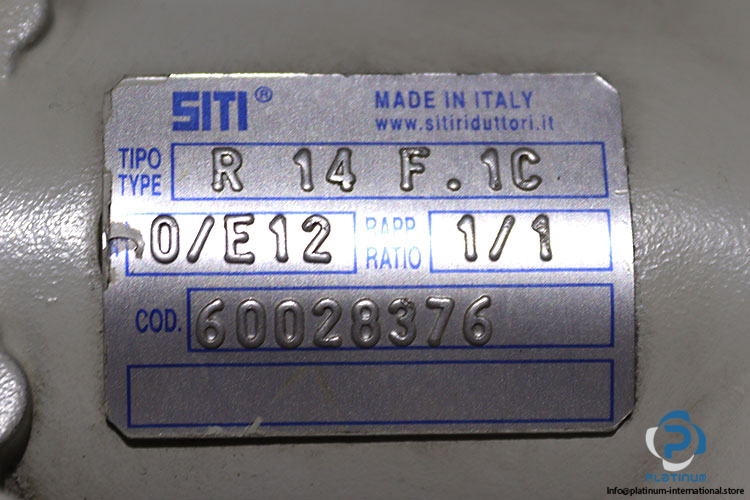 SITI®
MADE IN ITALY
www.sitiriduttori.it
TIPO
TYPE
R 14 F.1C
0/E12
RAPP
RATIO
1/1
COD.
60028376
PLATINUM
Info@platinum-international.store